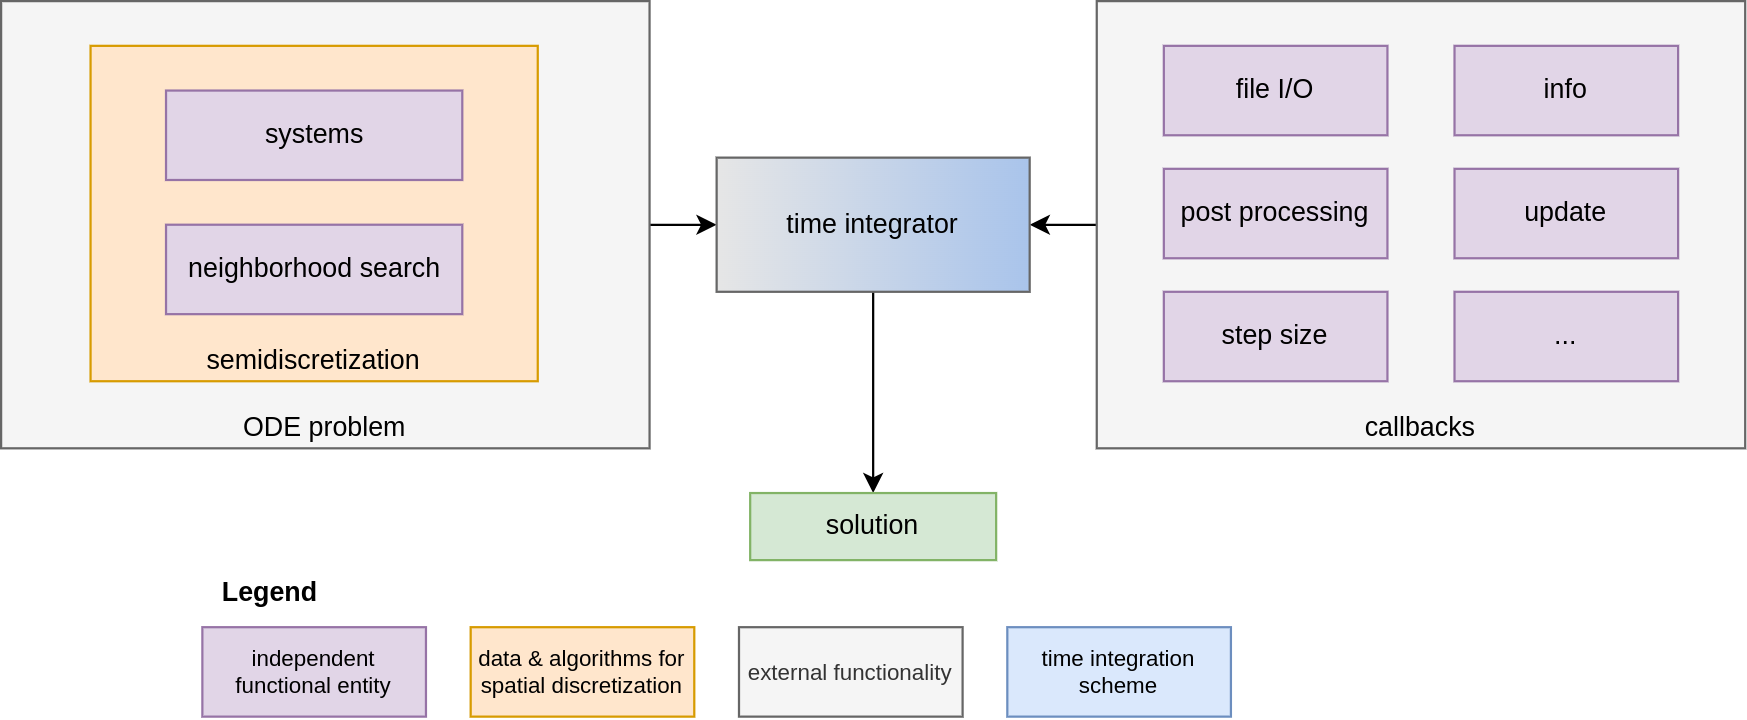 systems
neighborhood search
semidiscretization
ODE problem
time integrator
file I/O
info
post processing
update
step size
...
callbacks
solution
Legend
independent
functional entity
data & algorithms for
spatial discretization
external functionality
time integration
scheme